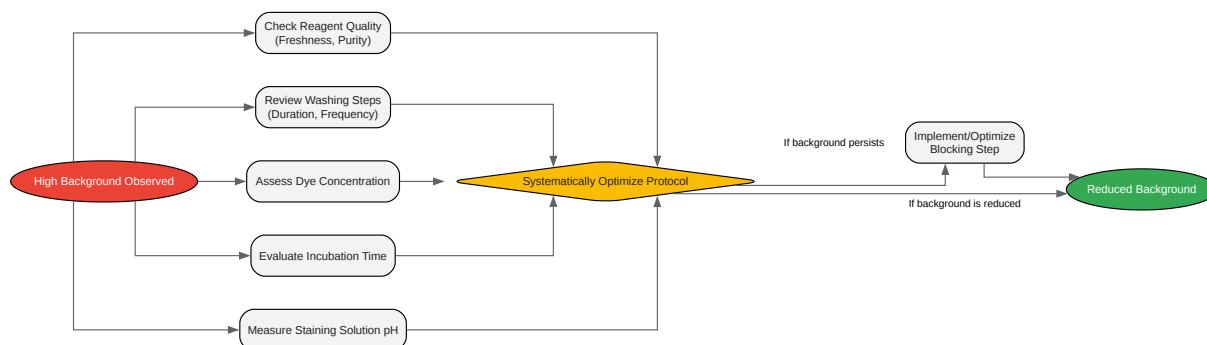 Check Reagent Quality
(Freshness, Purity)
Review Washing Steps
(Duration, Frequency)
High Background Observed
Assess Dye Concentration
Evaluate Incubation Time
Measure Staining Solution pH
Systematically Optimize Protocol
If background persists
Implement/Optimize
Blocking Step
If background is reduced
Reduced Background